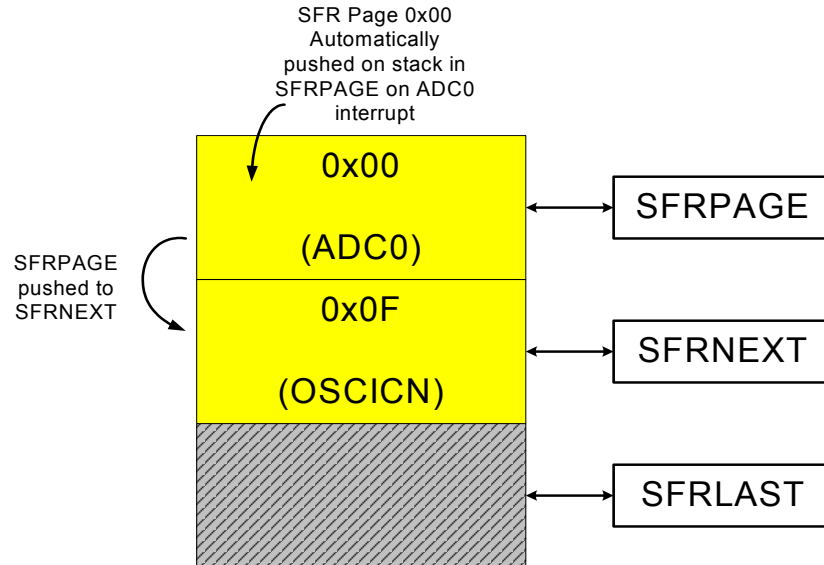 SFR Page 0x00
Automatically
pushed on stack in
SFRPAGE on ADC0
interrupt
0x00
(ADC0)
SFRPAGE
SFRPAGE
pushed to
SFRNEXT
0x0F
(OSCICN)
SFRNEXT
SFRLAST